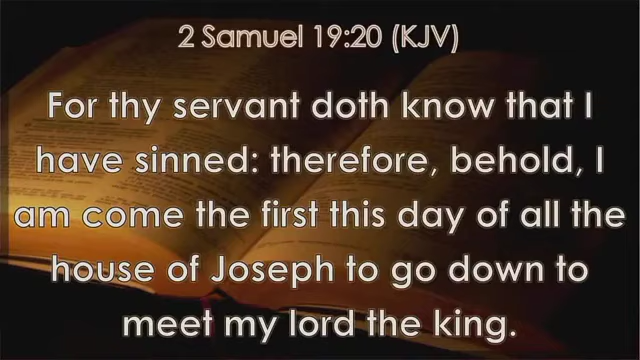 2 Samuel 19:20 (KJV)
For thy servant doth know that I
have sinned: therefore, behold, I
am come the first this day of all the
house of Joseph to go down to
meet my lord the king.